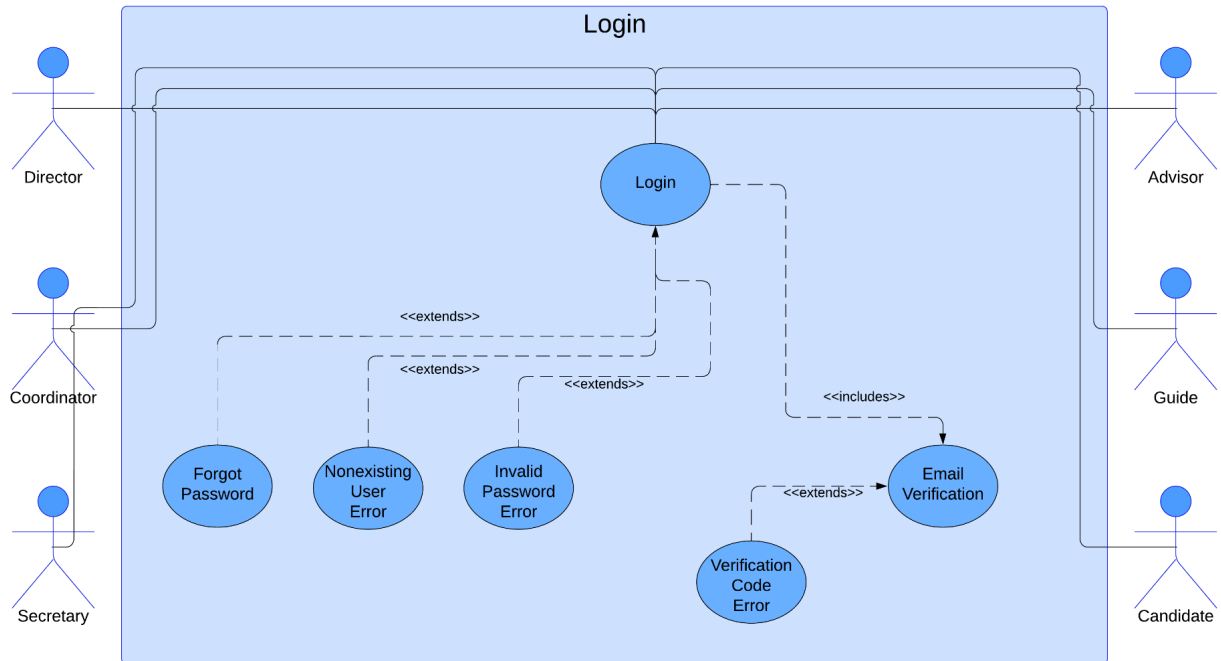 Login
Director
Advisor
Login
Coordinator
Guide
<<extends>>
<<extends>>
<<extends>>
<<includes>>
Forgot
Password
Nonexisting
User
Error
Invalid
Password
Error
Email
Verification
<<extends>>
Verification
Code
Error
Secretary
Candidate